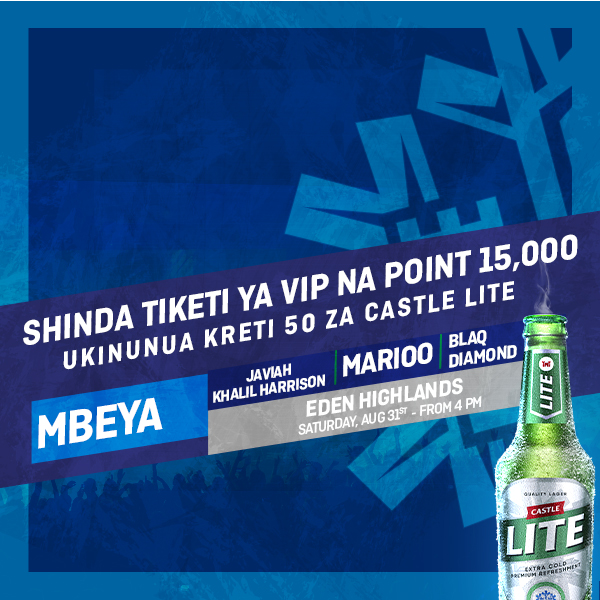 SHINDA TIKETI YA VIP NA POINT 15,000
UKINUNUA KRETI 50 ZA CASTLE LITE
MBEYA
JAVIAH
KHALIL HARRISON
MARIOO
BLAQ
DIAMOND
EDEN HIGHLANDS
SATURDAY, AUG 31ST - FROM 4 PM
LITE
QUALITY LAGER
CASTLE
LITE
EXTRA COLD
PREMIUM REFRESHMENT